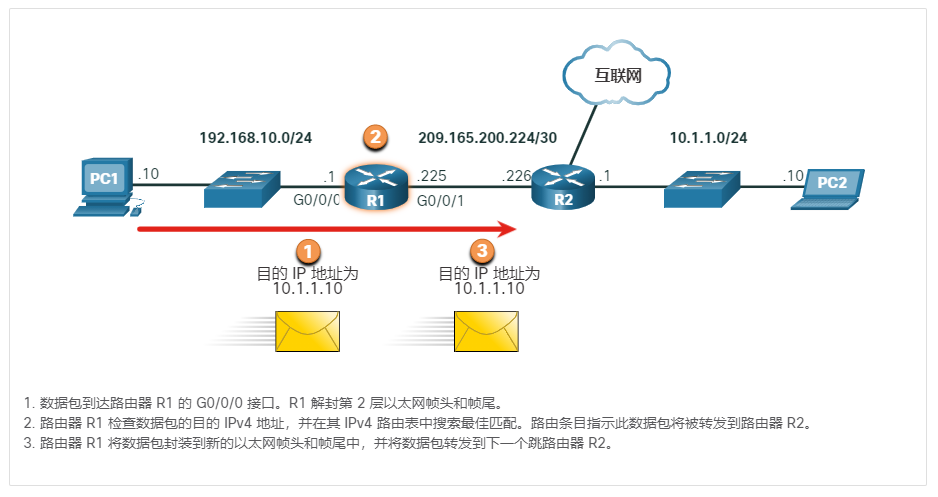 互联网
192.168.10.0/24
2
209.165.200.224/30
10.1.1.0/24
PC1
.10
.1
G0/0/0
R1
.225
G0/0/1
.226
R2
.1
.10
PC2
1
目的 IP 地址为
10.1.1.10
3
目的 IP 地址为
10.1.1.10
1. 数据包到达路由器 R1 的 G0/0/0 接口。R1 解封第 2 层以太网帧头和帧尾。
2. 路由器 R1 检查数据包的目的 IPv4 地址，并在其 IPv4 路由表中搜索最佳匹配。路由条目指示此数据包将被转发到路由器 R2。
3. 路由器 R1 将数据包封装到新的以太网帧头和帧尾中，并将数据包转发到下一个跳路由器 R2。